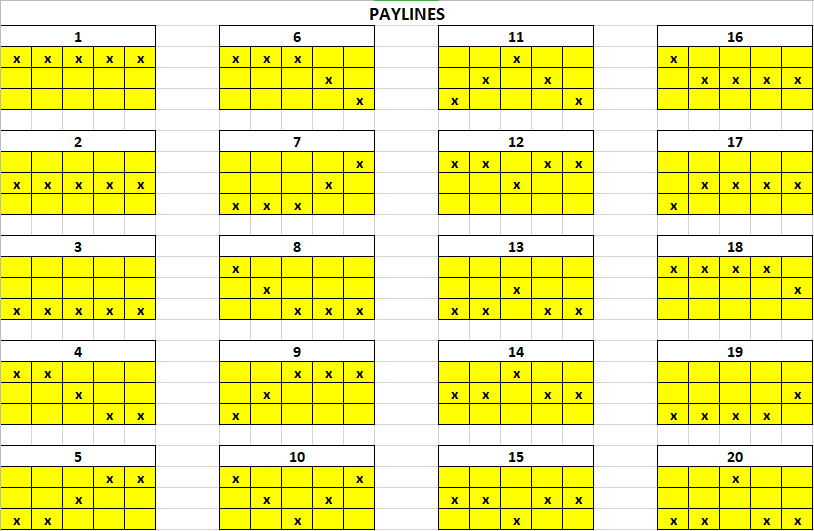 PAYLINES
1 6 11 16
x x x x x x x x x x
x x x x x x x
x x x
2 7 12 17
x x x x x
x x x x x x x x x x x
x x x x
3 8 13 18
x x x x x
x x x
x x x x x x x x x x x x
4 9 14 19
x x x x x x
x x x x x x x
x x x x x x x
5 10 15 20
x x x x x
x x x x x x x
x x x x x x x x